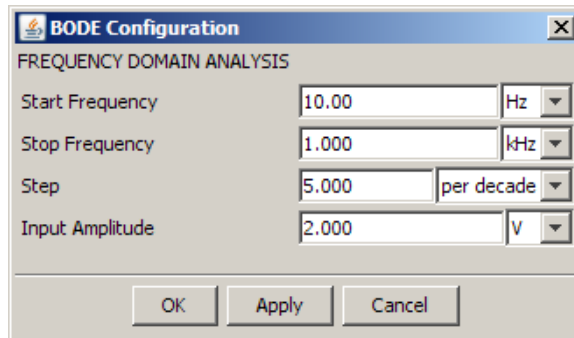 BODE Configuration
FREQUENCY DOMAIN ANALYSIS
Start Frequency 10.00 Hz
Stop Frequency 1.000 kHz
Step 5.000 per decade
Input Amplitude 2.000 V
OK Apply Cancel